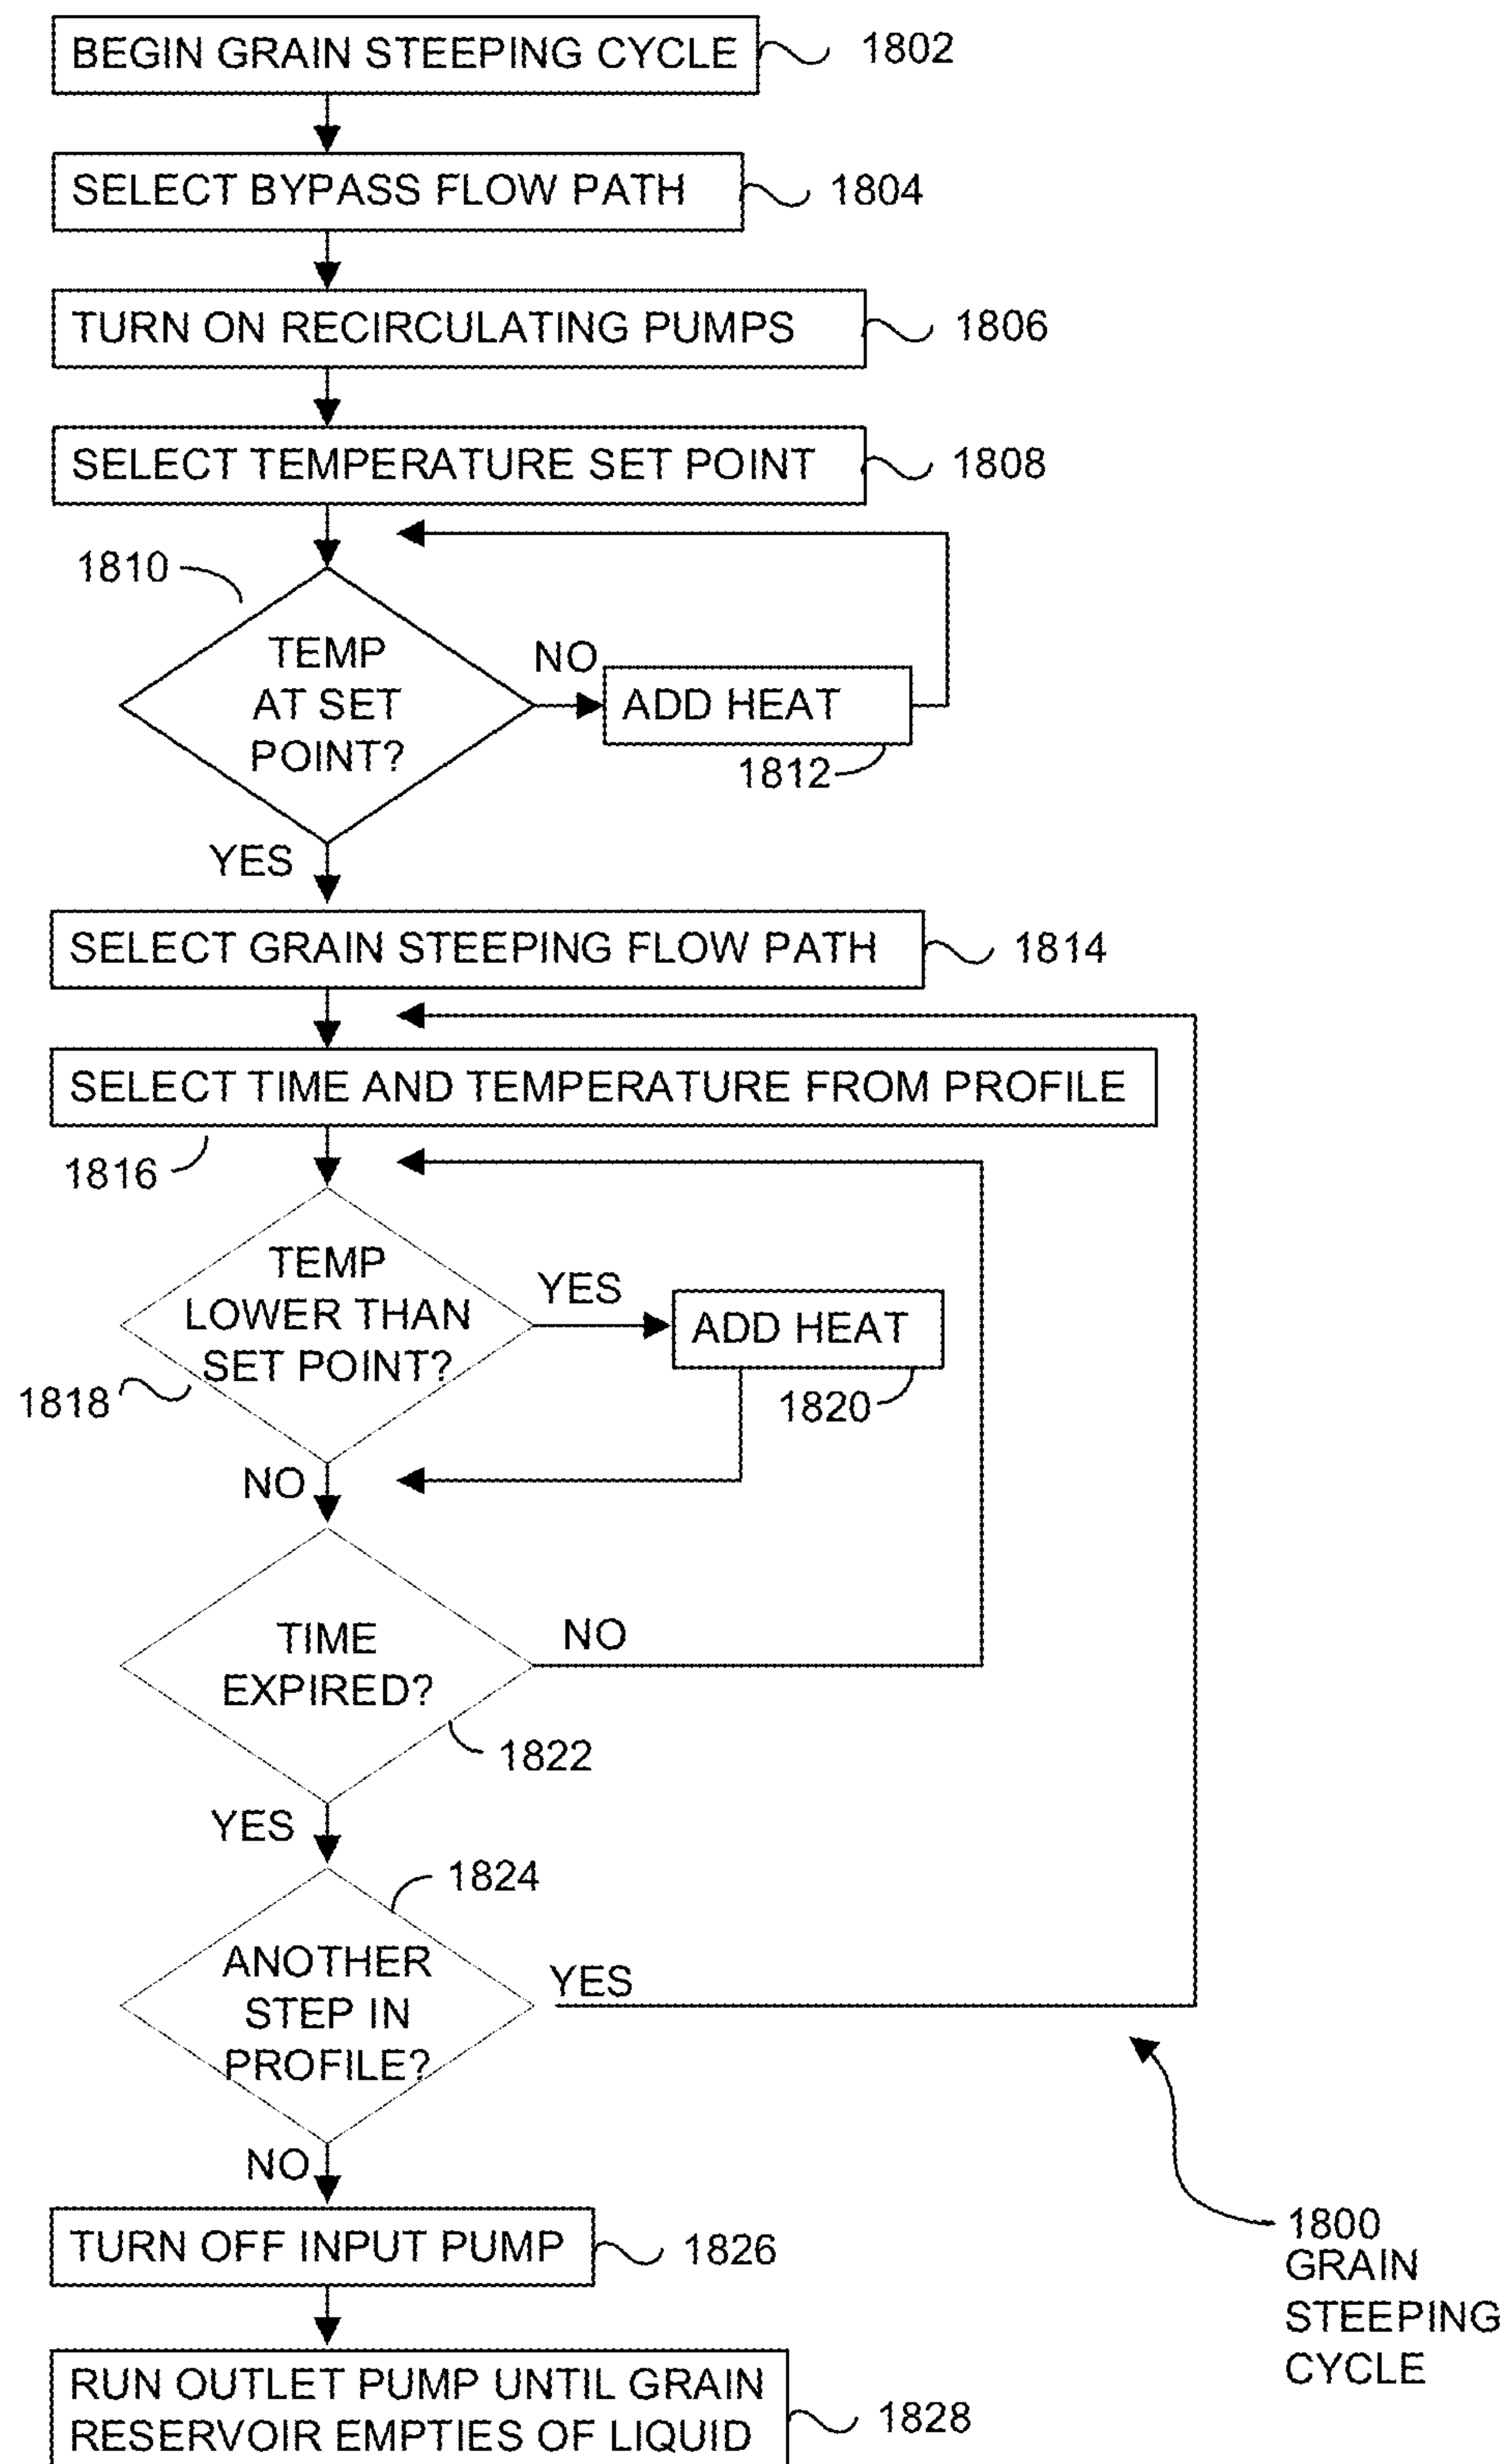 BEGIN GRAIN STEEPING CYCLE
1802
SELECT BYPASS FLOW PATH
1804
TURN ON RECIRCULATING PUMPS
1806
SELECT TEMPERATURE SET POINT
1808
1810
TEMP
AT SET
POINT?
NO
ADD HEAT
1812
YES
SELECT GRAIN STEEPING FLOW PATH
1814
SELECT TIME AND TEMPERATURE FROM PROFILE
1816
TEMP
LOWER THAN
SET POINT?
YES
ADD HEAT
1818
1820
NO
TIME
EXPIRED?
NO
1822
YES
1824
ANOTHER
STEP IN
PROFILE?
YES
NO
TURN OFF INPUT PUMP
1826
1800
GRAIN
STEEPING
CYCLE
RUN OUTLET PUMP UNTIL GRAIN
RESERVOIR EMPTIES OF LIQUID
1828